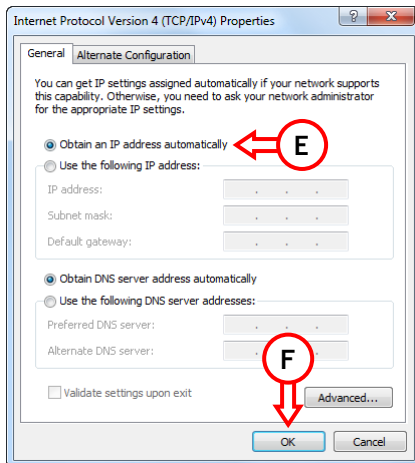 Internet Protocol Version 4 (TCP/IPv4) Properties
General
Alternate Configuration
You can get IP settings assigned automatically if your network supports
this capability. Otherwise, you need to ask your network administrator
for the appropriate IP settings.
Obtain an IP address automatically
E
Use the following IP address:
IP address:
Subnet mask:
Default gateway:
Obtain DNS server address automatically
Use the following DNS server addresses:
Preferred DNS server:
Alternate DNS server:
F
Validate settings upon exit
Advanced...
OK
Cancel